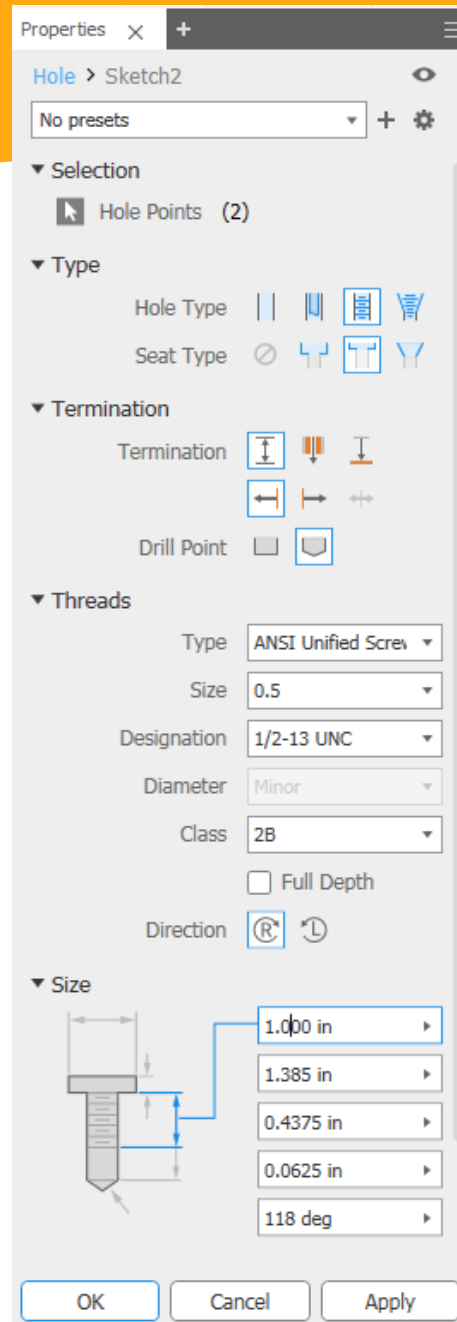 Properties × +
Hole > Sketch2
No presets
Selection
Hole Points (2)
Type
Hole Type
Seat Type
Termination
Termination
Drill Point
Threads
Type ANSI Unified Screw
Size 0.5
Designation 1/2-13 UNC
Diameter Minor
Class 2B
Full Depth
Direction R L
Size
1.000 in
1.385 in
0.4375 in
0.0625 in
118 deg
OK Cancel Apply